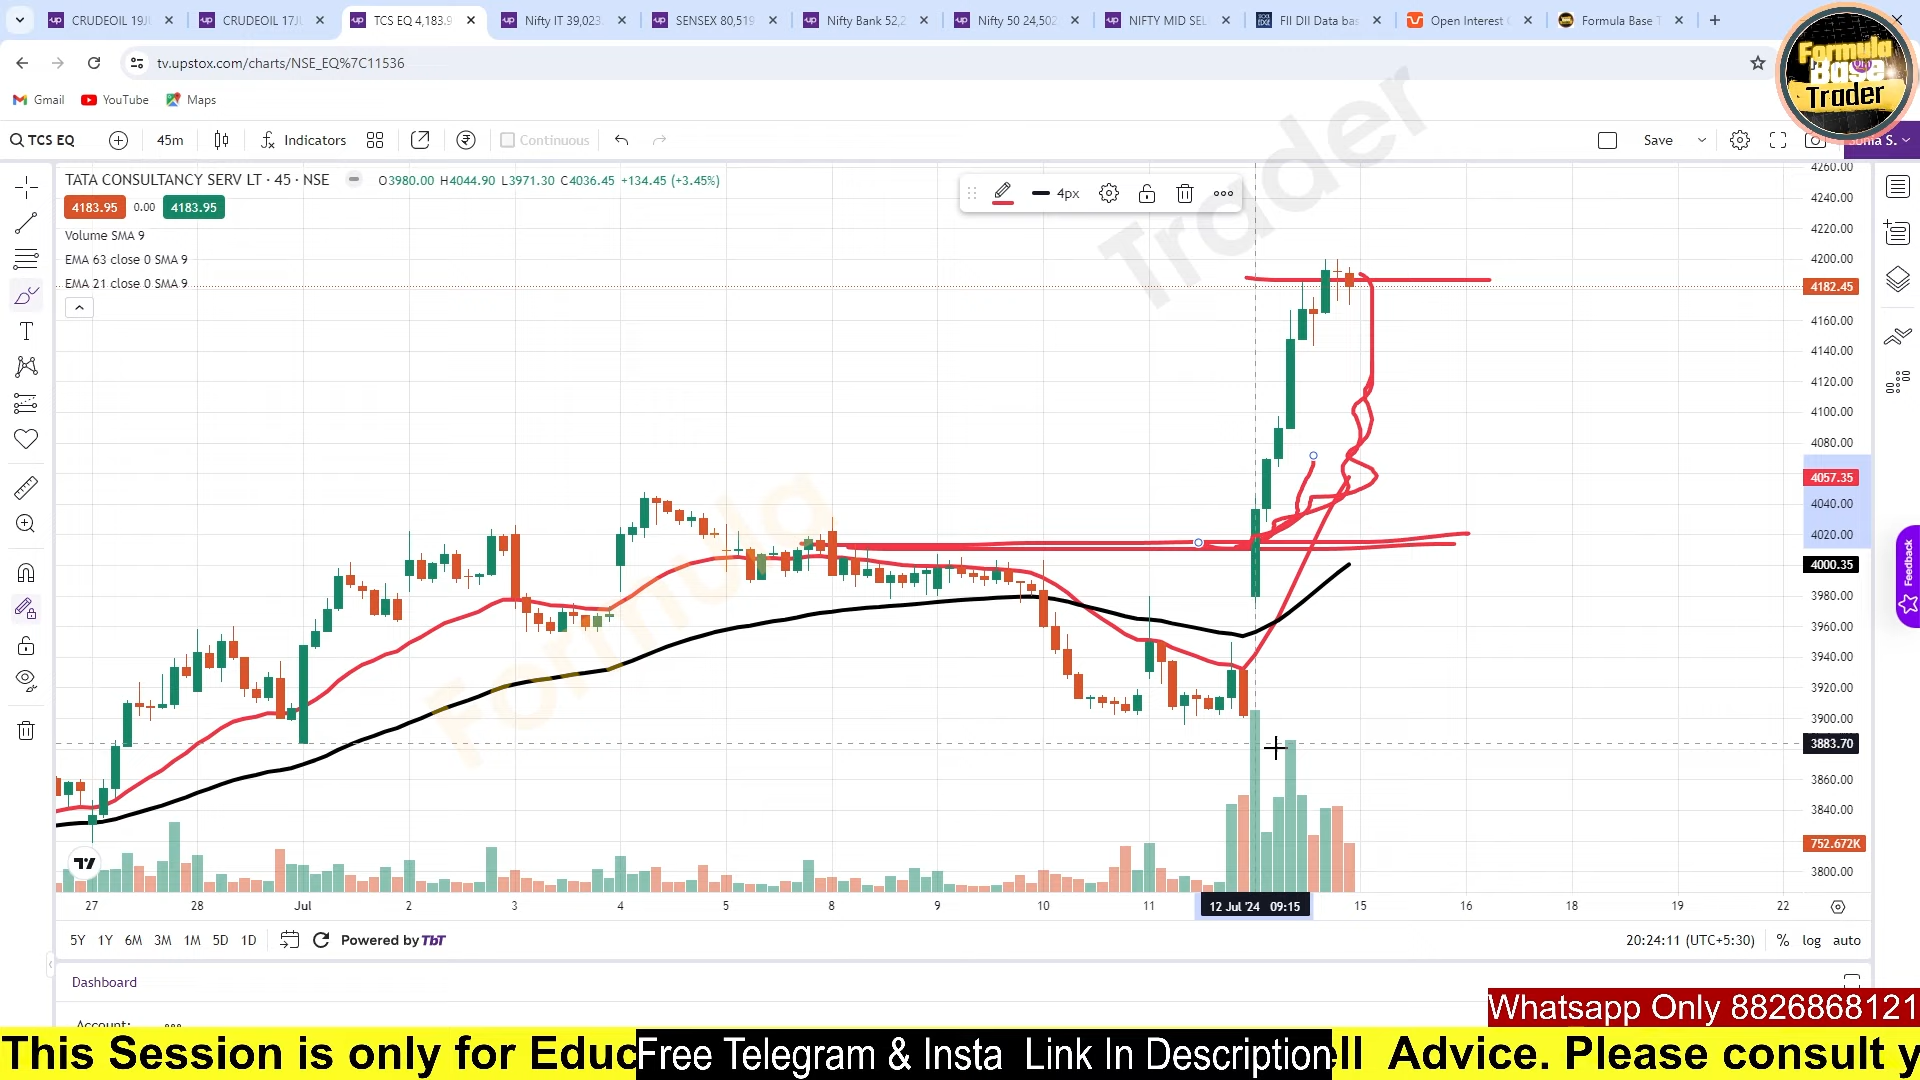 CRUDEOIL 19JU
CRUDEOIL 17JU
TCS EQ 4,183.9
Nifty IT 39,023.
SENSEX 80,519
Nifty Bank 52,2
Nifty 50 24,502
NIFTY MID SEL
FII DII Data bas
Open Interest
Formula Base T
tv.upstox.com/charts/NSE_EQ%7C11536
Gmail
YouTube
Maps
Formula
Base
Trader
TCS EQ
45m
Indicators
Continuous
Save
TATA CONSULTANCY SERV LT · 45 · NSE
O3980.00 H4044.90 L3971.30 C4036.45 +134.45 (+3.45%)
4183.95 0.00 4183.95
Volume SMA 9
EMA 63 close 0 SMA 9
EMA 21 close 0 SMA 9
4px
Trader
Formula
4260.00
4240.00
4220.00
4200.00
4182.45
4160.00
4140.00
4120.00
4100.00
4080.00
4057.35
4040.00
4020.00
4000.35
3980.00
3960.00
3940.00
3920.00
3900.00
3883.70
3860.00
3840.00
752.672K
3800.00
Feedback
27 28 Jul 2 3 4 5 8 9 10 11 12 Jul '24 09:15 15 16 18 19 22
5Y 1Y 6M 3M 1M 5D 1D
Powered by TbT
20:24:11 (UTC+5:30)
% log auto
Dashboard
Account:
Whatsapp Only 8826868121
This Session is only for Educ
Free Telegram & Insta Link In Description
ll Advice. Please consult y